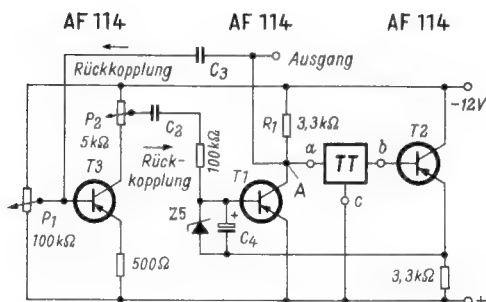 AF 114 AF 114 AF 114
Rückkopplung C3 Ausgang
-12V
P2 C2 R1 3,3kΩ T2
5kΩ 100kΩ
Rück-
kopplung
T3 T1 a TT b
A
P1 Z5 + C4 c
100kΩ
500Ω 3,3kΩ
+